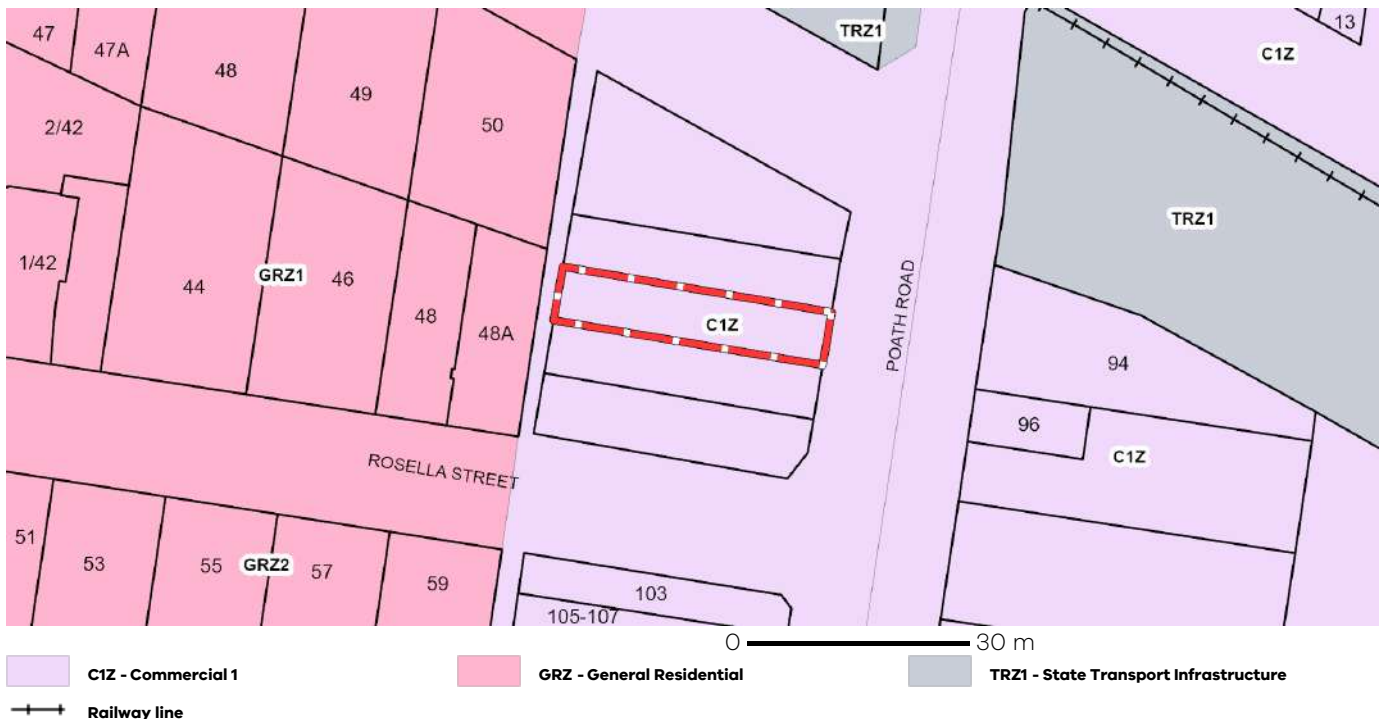 47
47A
48
49
50
TRZ1
13
C1Z
2/42
TRZ1
1/42
44
GRZ1
46
48
48A
C1Z
POATH ROAD
94
96
C1Z
ROSELLA STREET
51
53
55
GRZ2
57
59
103
105-107
0 30 m
C1Z - Commercial 1
GRZ - General Residential
TRZ1 - State Transport Infrastructure
Railway line